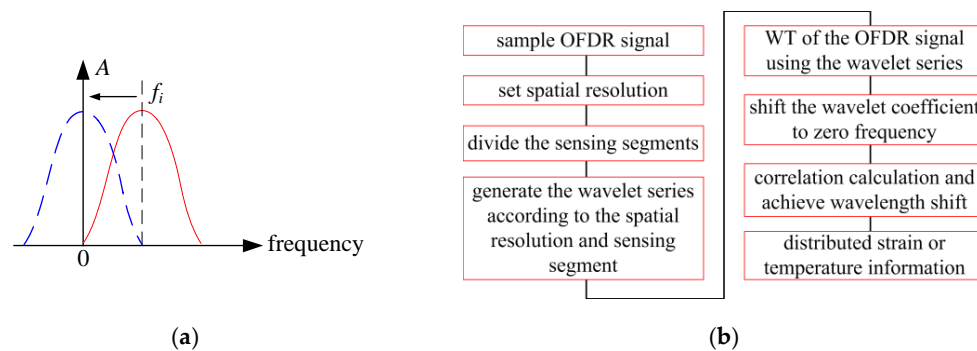 A
f_i
0
frequency
(a)
sample OFDR signal
set spatial resolution
divide the sensing segments
generate the wavelet series
according to the spatial
resolution and sensing
segment
WT of the OFDR signal
using the wavelet series
shift the wavelet coefficient
to zero frequency
correlation calculation and
achieve wavelength shift
distributed strain or
temperature information
(b)